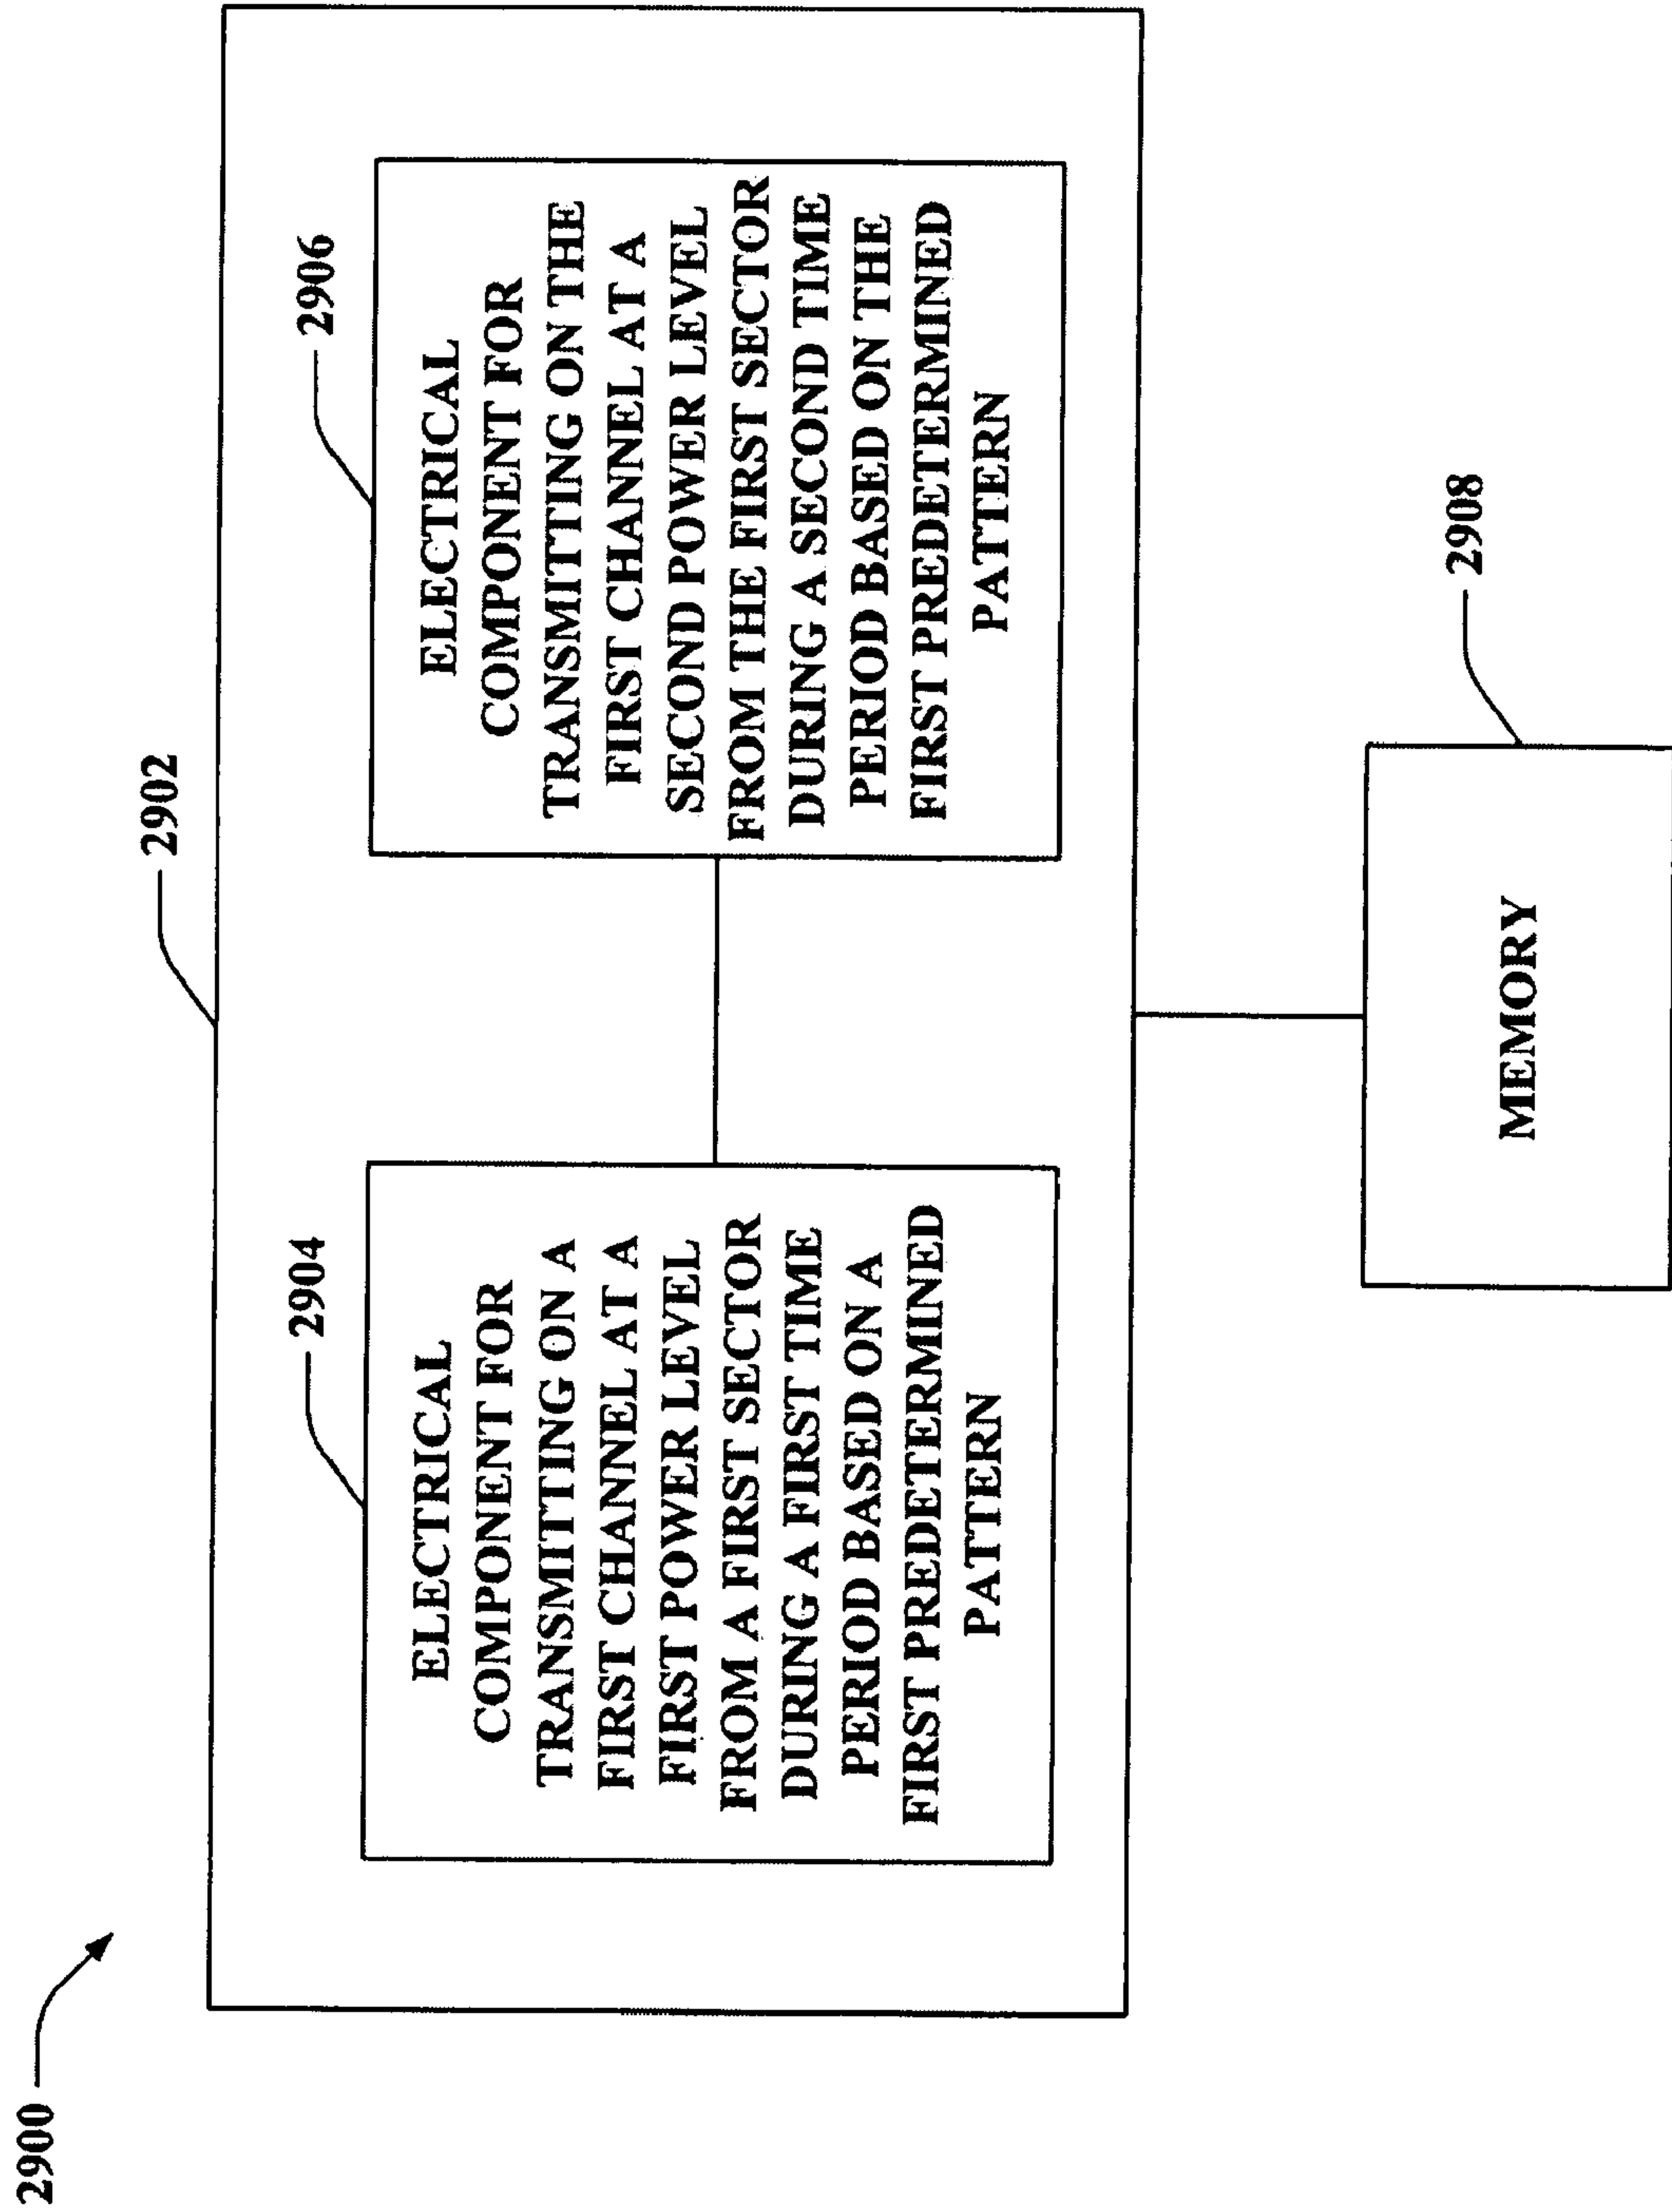 2900
2902
2904
ELECTRICAL
COMPONENT FOR
TRANSMITTING ON A
FIRST CHANNEL AT A
FIRST POWER LEVEL
FROM A FIRST SECTOR
DURING A FIRST TIME
PERIOD BASED ON A
FIRST PREDETERMINED
PATTERN
2906
ELECTRICAL
COMPONENT FOR
TRANSMITTING ON THE
FIRST CHANNEL AT A
SECOND POWER LEVEL
FROM THE FIRST SECTOR
DURING A SECOND TIME
PERIOD BASED ON THE
FIRST PREDETERMINED
PATTERN
2908
MEMORY